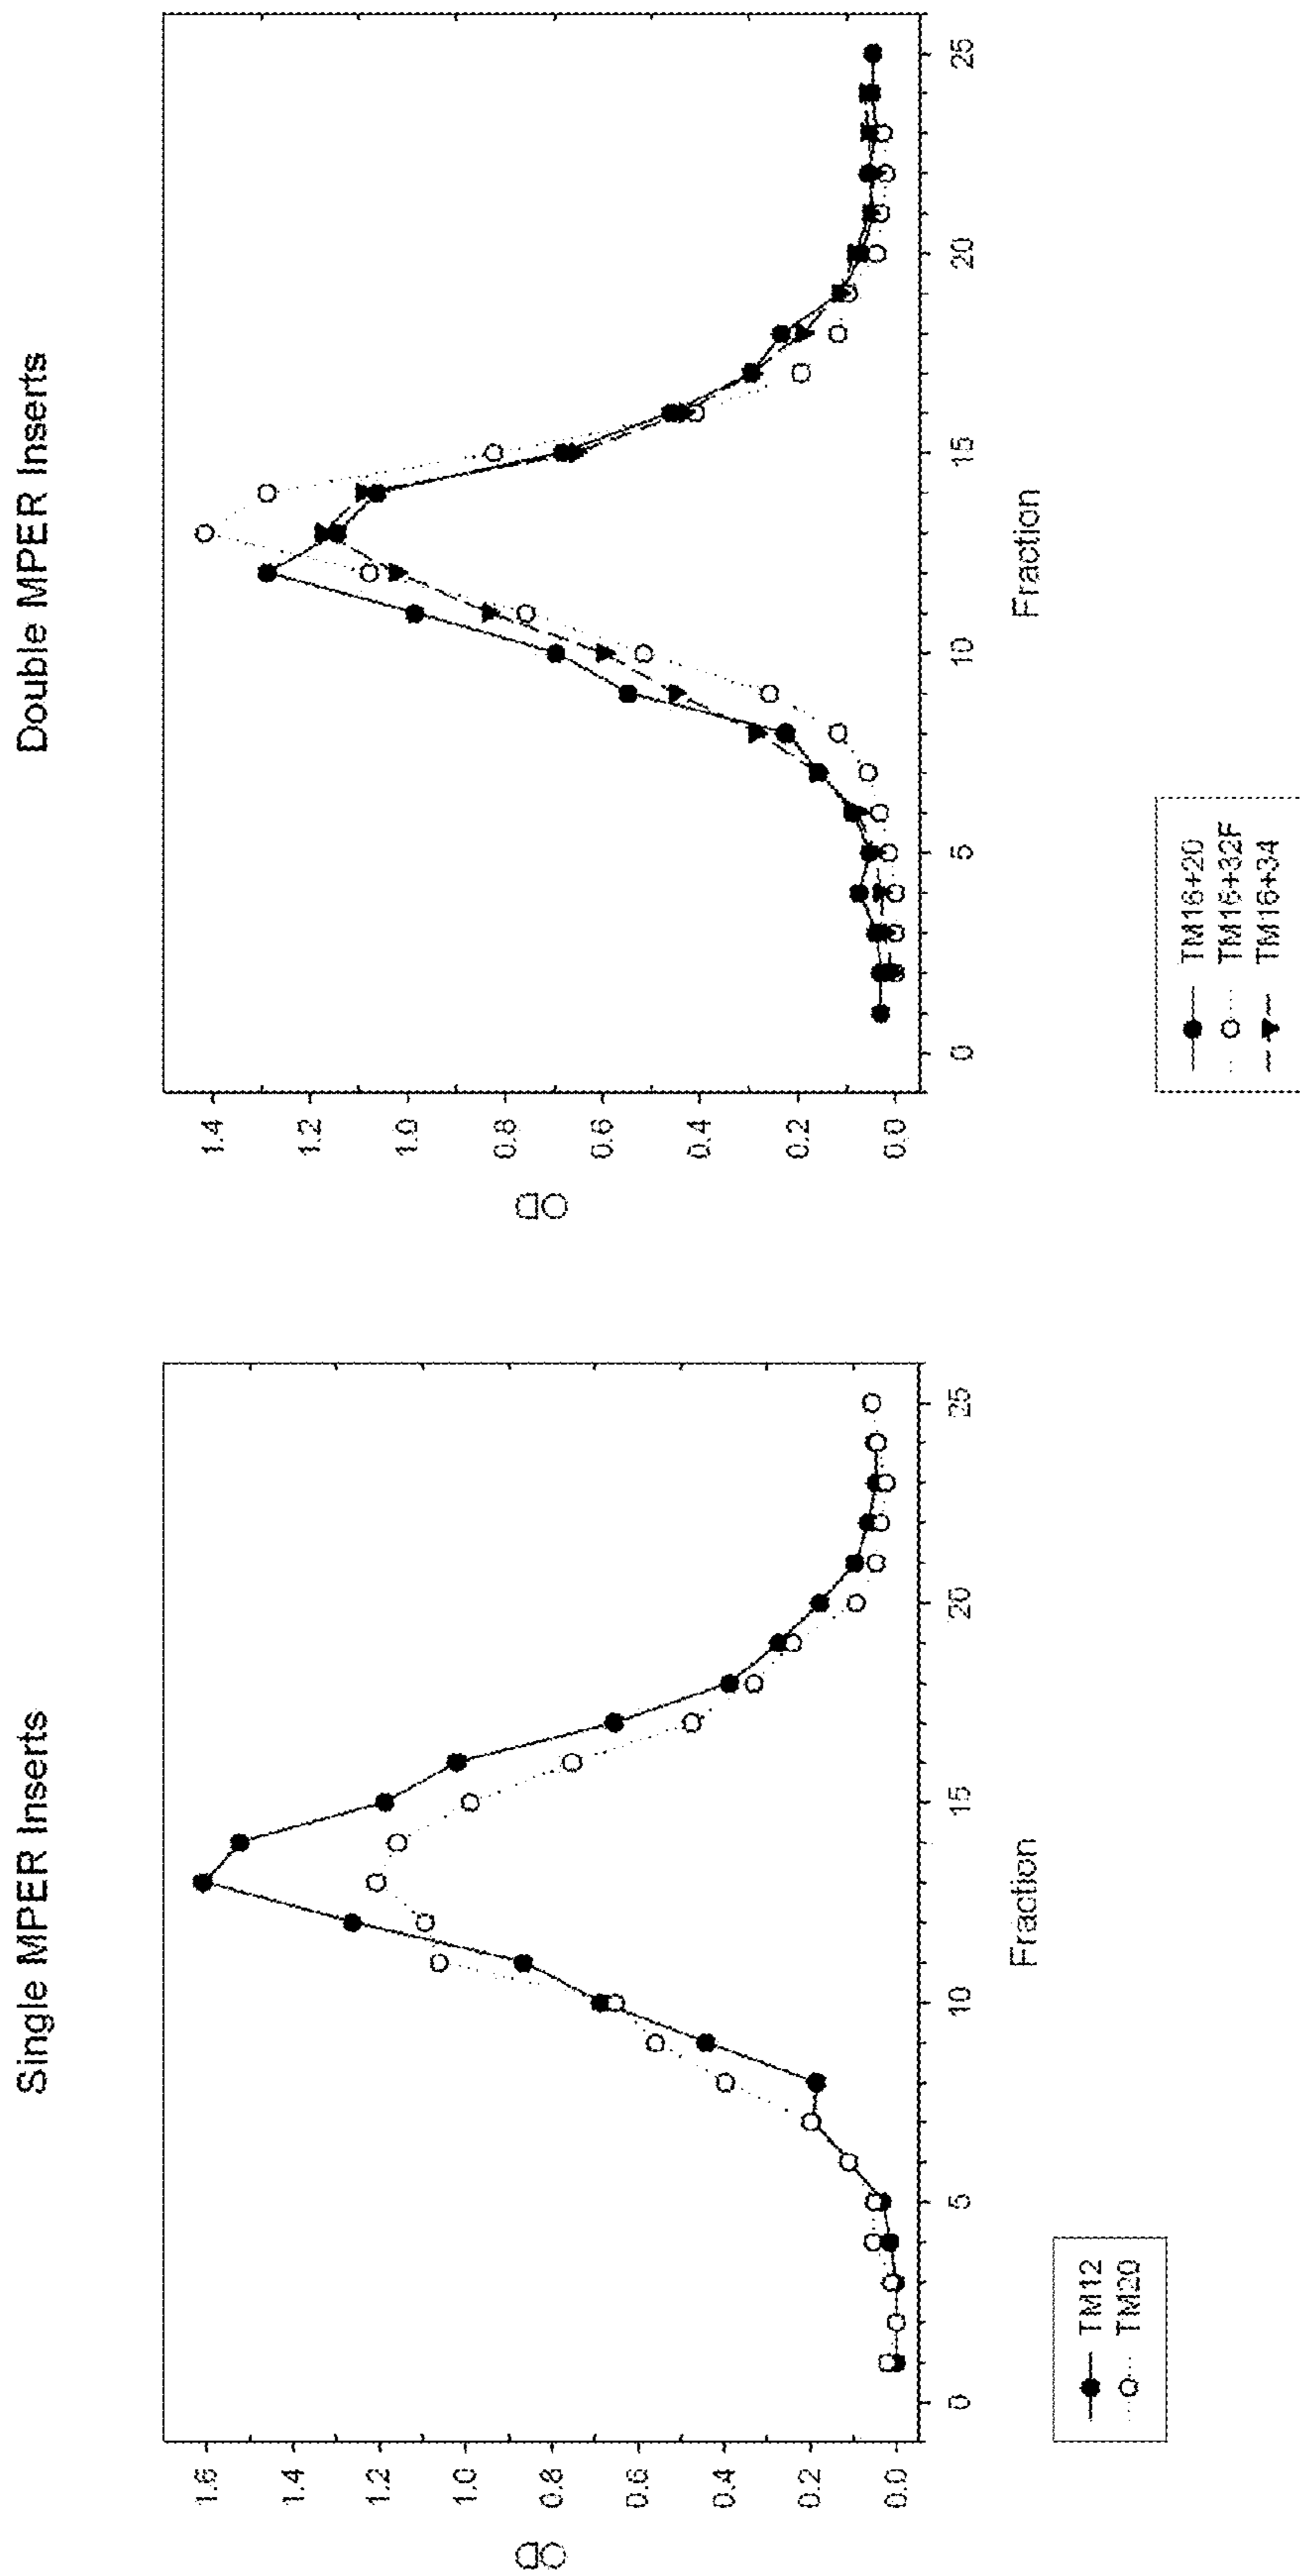 Single MPER Inserts
OD
1.6
1.4
1.2
1.0
0.8
0.6
0.4
0.2
0.0
0
5
10
15
20
25
Fraction
TM12
TM20
Double MPER Inserts
OD
1.4
1.2
1.0
0.8
0.6
0.4
0.2
0.0
0
5
10
15
20
25
Fraction
TM16+20
TM16+32F
TM16+34